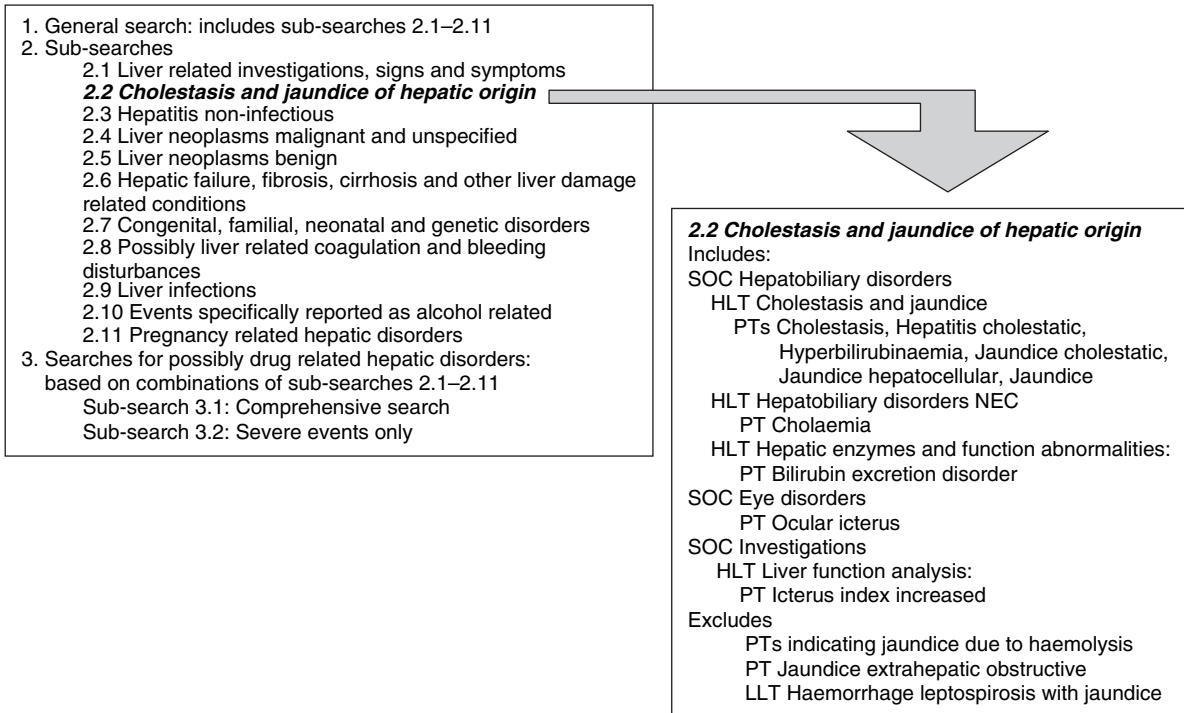 1. General search: includes sub-searches 2.1–2.11
2. Sub-searches
2.1 Liver related investigations, signs and symptoms
2.2 Cholestasis and jaundice of hepatic origin
2.3 Hepatitis non-infectious
2.4 Liver neoplasms malignant and unspecified
2.5 Liver neoplasms benign
2.6 Hepatic failure, fibrosis, cirrhosis and other liver damage
related conditions
2.7 Congenital, familial, neonatal and genetic disorders
2.8 Possibly liver related coagulation and bleeding
disturbances
2.9 Liver infections
2.10 Events specifically reported as alcohol related
2.11 Pregnancy related hepatic disorders
3. Searches for possibly drug related hepatic disorders:
based on combinations of sub-searches 2.1–2.11
Sub-search 3.1: Comprehensive search
Sub-search 3.2: Severe events only
2.2 Cholestasis and jaundice of hepatic origin
Includes:
SOC Hepatobiliary disorders
HLT Cholestasis and jaundice
PTs Cholestasis, Hepatitis cholestatic,
Hyperbilirubinaemia, Jaundice cholestatic,
Jaundice hepatocellular, Jaundice
HLT Hepatobiliary disorders NEC
PT Cholaemia
HLT Hepatic enzymes and function abnormalities:
PT Bilirubin excretion disorder
SOC Eye disorders
PT Ocular icterus
SOC Investigations
HLT Liver function analysis:
PT Icterus index increased
Excludes
PTs indicating jaundice due to haemolysis
PT Jaundice extrahepatic obstructive
LLT Haemorrhage leptospirosis with jaundice